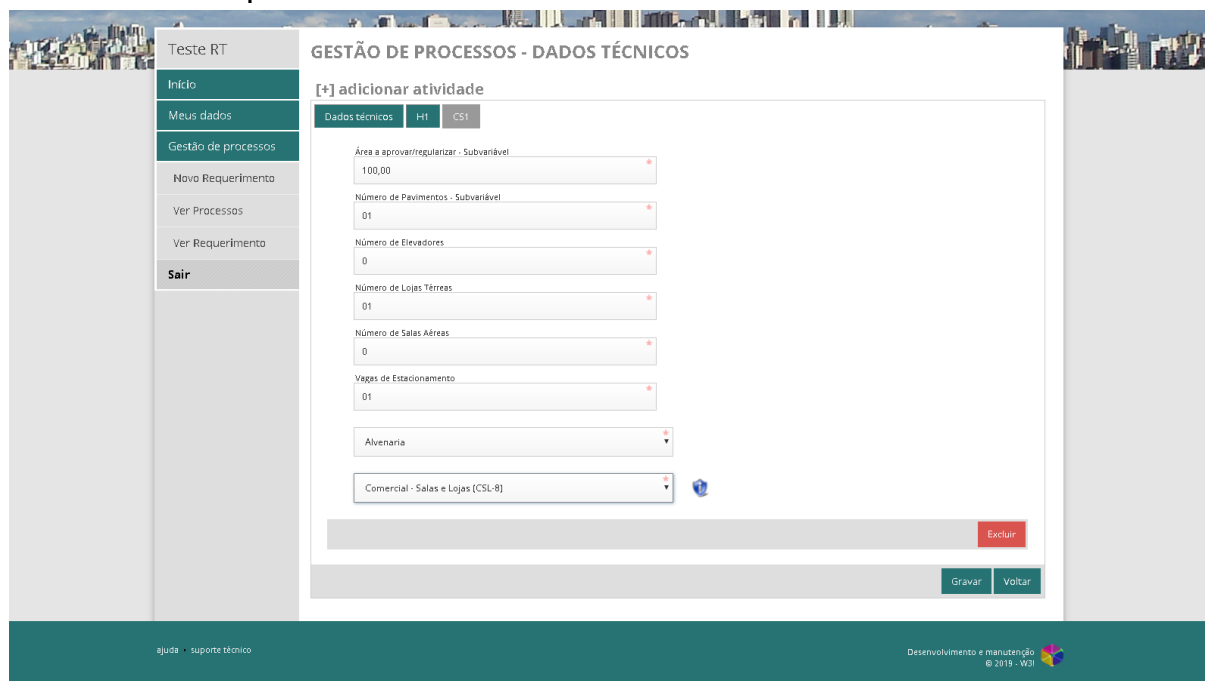 Teste RT
Início
Meus dados
Gestão de processos
Novo Requerimento
Ver Processos
Ver Requerimento
Sair
GESTÃO DE PROCESSOS - DADOS TÉCNICOS
[+] adicionar atividade
Dados técnicos H1 CS1
Área a aprovar/regularizar - Subvariável
*
100,00
Número de Pavimentos - Subvariável
*
01
Número de Elevadores
*
0
Número de Lojas Térreas
*
01
Número de Salas Aéreas
*
0
Vagas de Estacionamento
*
01
*
Alvenaria
*
Comercial - Salas e Lojas (CSL-8)
Excluir
Gravar Voltar
ajuda • suporte técnico
Desenvolvimento e manutenção
© 2019 - W3i